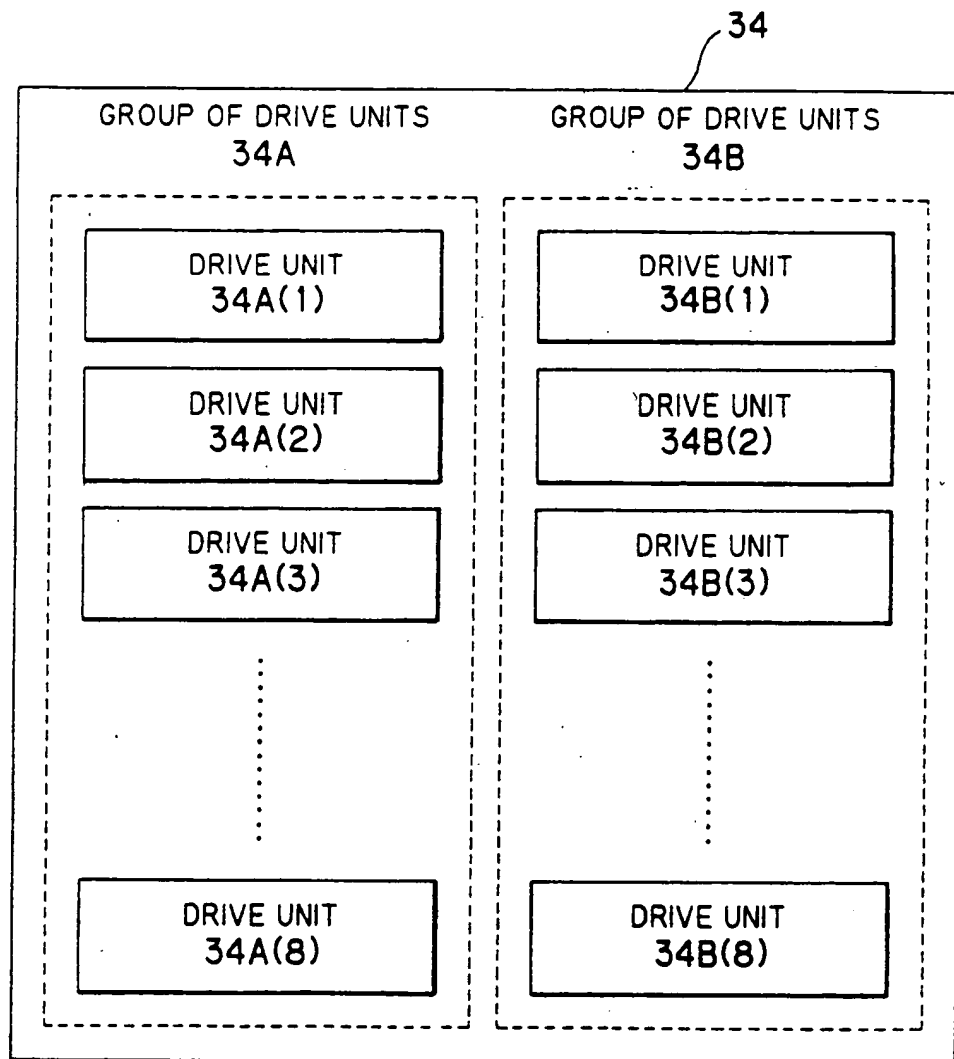 34
GROUP OF DRIVE UNITS
34A
DRIVE UNIT
34A(1)
DRIVE UNIT
34A(2)
DRIVE UNIT
34A(3)
DRIVE UNIT
34A(8)
GROUP OF DRIVE UNITS
34B
DRIVE UNIT
34B(1)
DRIVE UNIT
34B(2)
DRIVE UNIT
34B(3)
DRIVE UNIT
34B(8)